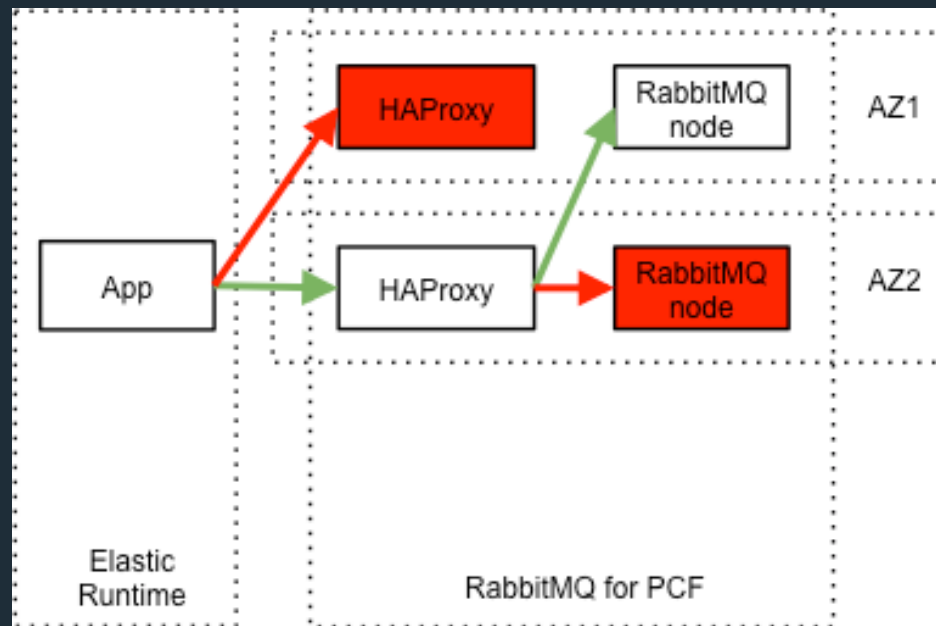 HAProxy
RabbitMQ
node
AZ1
App
HAProxy
RabbitMQ
node
AZ2
Elastic
Runtime
RabbitMQ for PCF